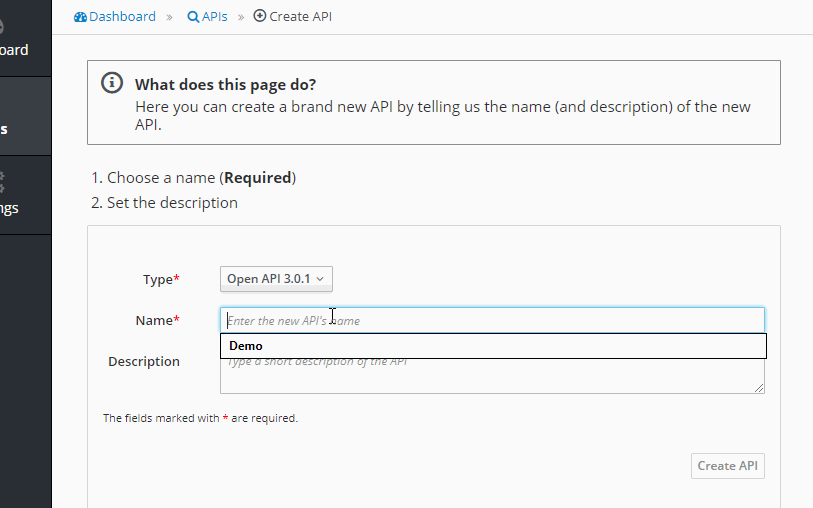 Dashboard » APIs » Create API
oard
What does this page do?
Here you can create a brand new API by telling us the name (and description) of the new
API.
s
1. Choose a name (Required)
2. Set the description
ngs
Type* Open API 3.0.1
Name* Enter the new API's name
Demo
Description Type a short description of the API
The fields marked with * are required.
Create API